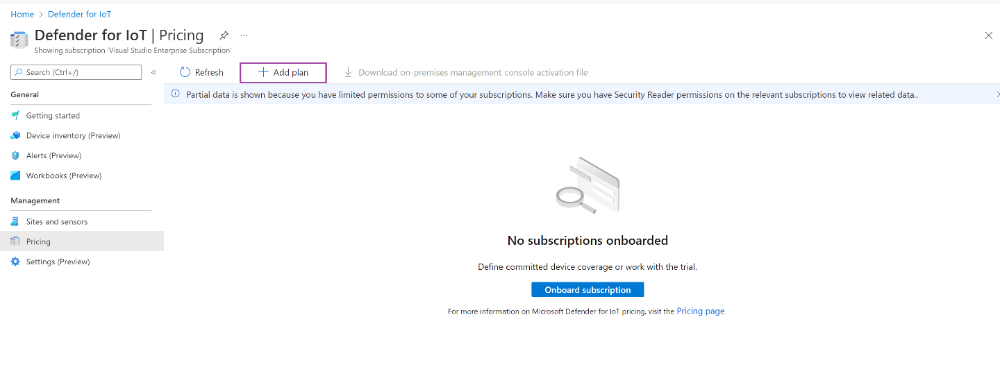 Home > Defender for IoT
Defender for IoT | Pricing ...
Showing subscription 'Visual Studio Enterprise Subscription'
Search (Ctrl+/) «
Refresh + Add plan Download on-premises management console activation file
General
Partial data is shown because you have limited permissions to some of your subscriptions. Make sure you have Security Reader permissions on the relevant subscriptions to view related data..
Getting started
Device inventory (Preview)
Alerts (Preview)
Workbooks (Preview)
Management
Sites and sensors
Pricing
Settings (Preview)
No subscriptions onboarded
Define committed device coverage or work with the trial.
Onboard subscription
For more information on Microsoft Defender for IoT pricing, visit the Pricing page